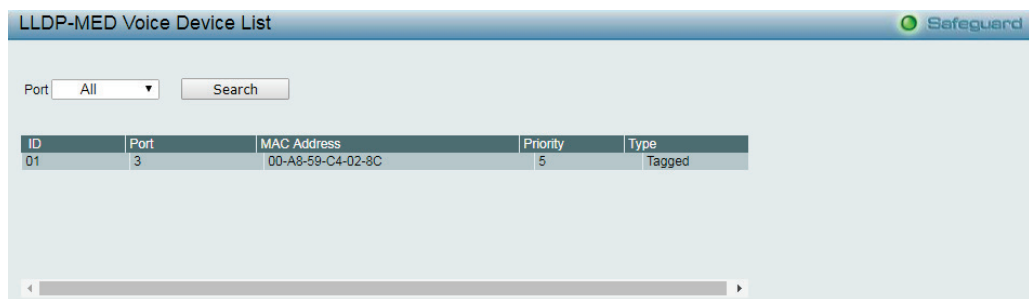 LLDP-MED Voice Device List Safeguard
Port All Search
ID Port MAC Address Priority Type
01 3 00-A8-59-C4-02-8C 5 Tagged